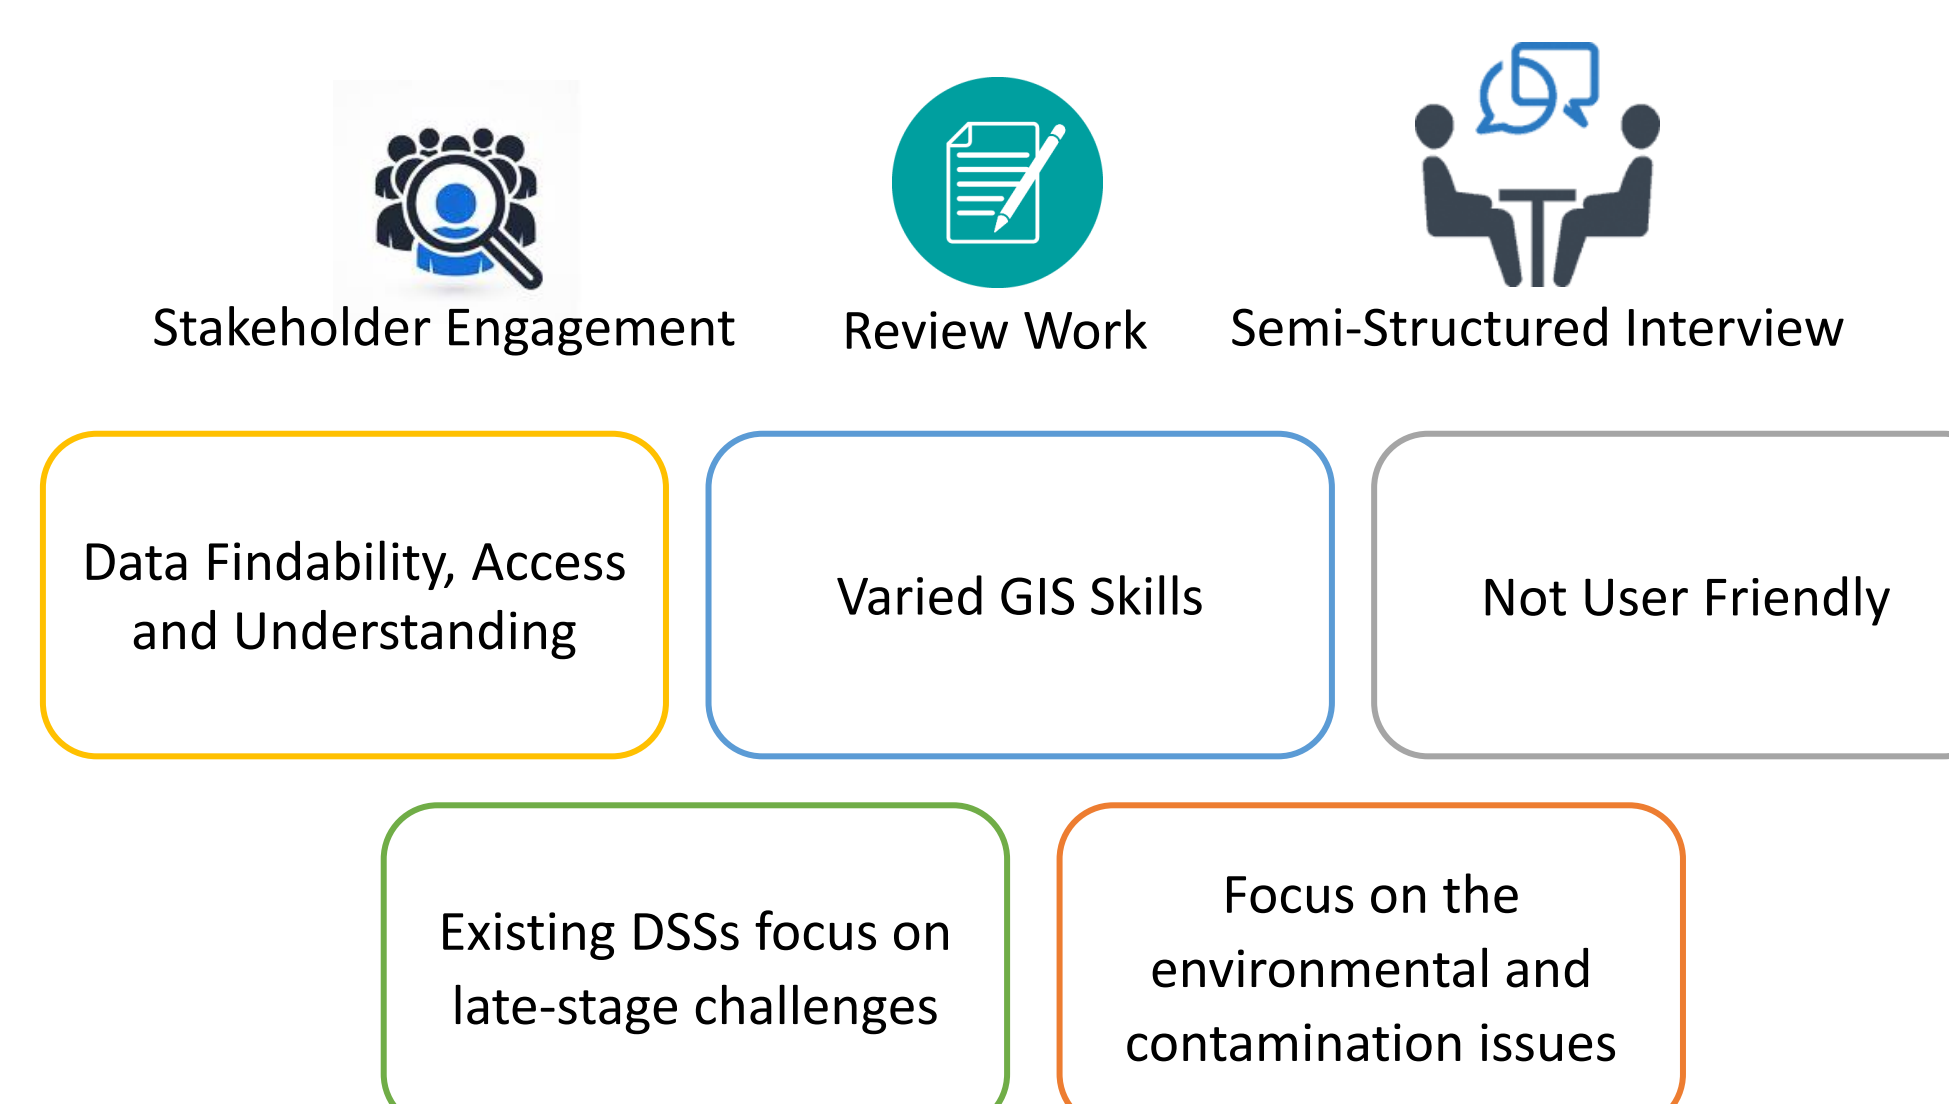 Stakeholder Engagement
Review Work
Semi-Structured Interview
Data Findability, Access
and Understanding
Varied GIS Skills
Not User Friendly
Existing DSSs focus on
late-stage challenges
Focus on the
environmental and
contamination issues